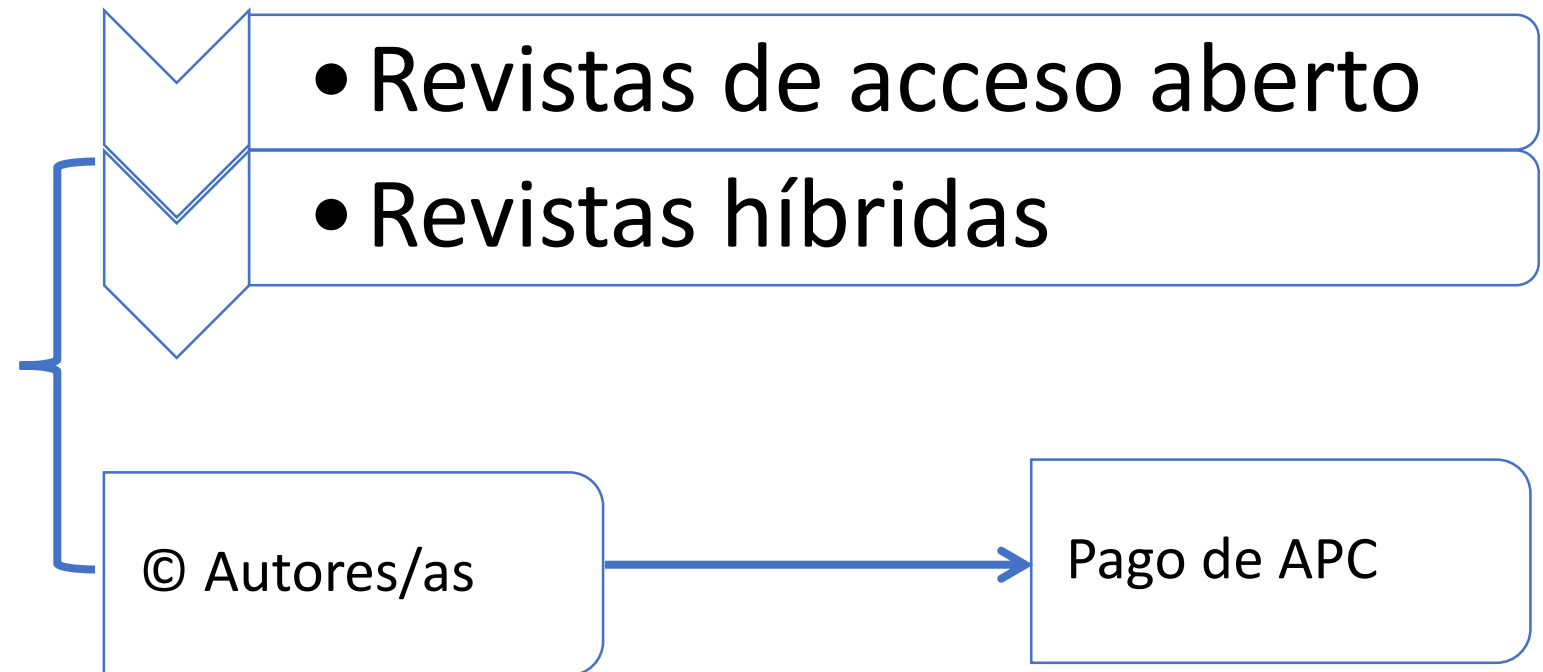 • Revistas de acceso aberto
• Revistas híbridas
© Autores/as
Pago de APC